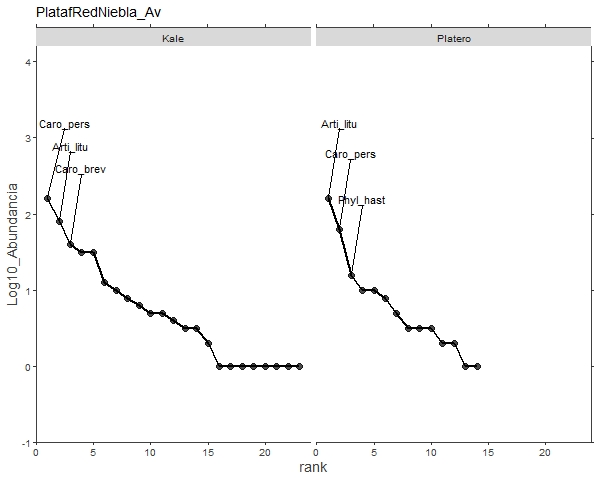 PlatafRedNiebla_Av
Kale
Platero
Log10_Abundancia
4
3
2
1
0
-1
Caro_pers
Arti_litu
Caro_brev
Arti_litu
Caro_pers
Phyl_hast
0 5 10 15 20
0 5 10 15 20
rank